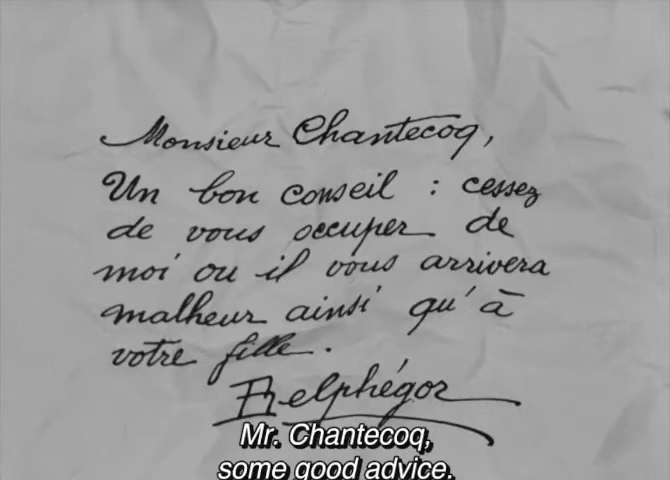 Monsieur Chantecoq,
Un bon conseil : cessez
de vous occuper de
moi ou il vous arrivera
malheur ainsi qu'à
votre fille.
Belphégor
Mr. Chantecoq,
some good advice.